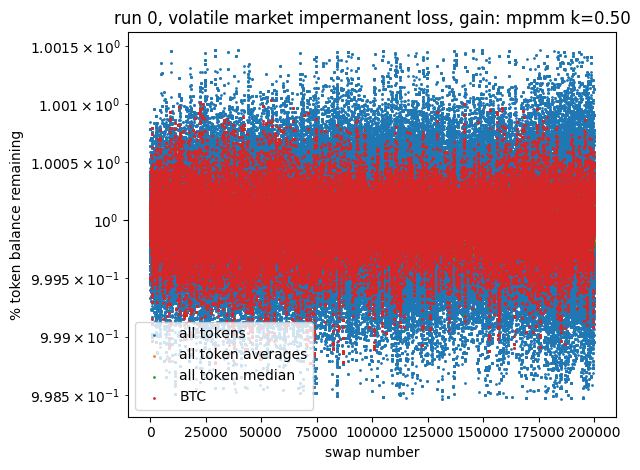 run 0, volatile market impermanent loss, gain: mpmm k=0.50
% token balance remaining
1.0015 × 10⁰
1.001 × 10⁰
1.0005 × 10⁰
10⁰
9.995 × 10⁻¹
9.99 × 10⁻¹
9.985 × 10⁻¹
all tokens
all token averages
all token median
BTC
0 25000 50000 75000 100000 125000 150000 175000 200000
swap number